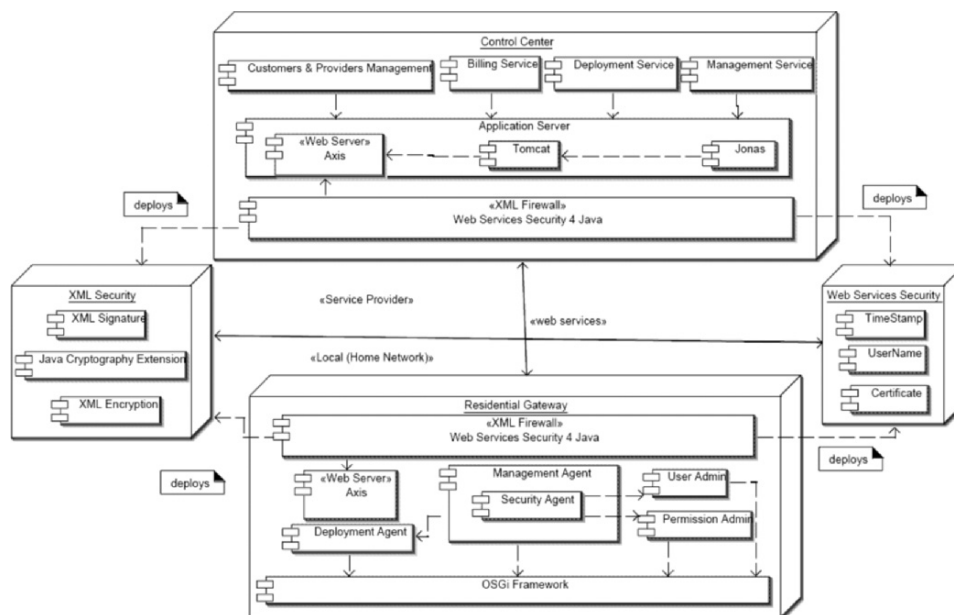 Control Center
Customers & Providers Management
Billing Service
Deployment Service
Management Service
Application Server
«Web Server»
Axis
Tomcat
Jonas
«XML Firewall»
Web Services Security 4 Java
deploys
deploys
XML Security
XML Signature
Java Cryptography Extension
XML Encryption
«Service Provider»
«web services»
«Local (Home Network)»
Web Services Security
TimeStamp
UserName
Certificate
Residential Gateway
«XML Firewall»
Web Services Security 4 Java
deploys
deploys
«Web Server»
Axis
Management Agent
Security Agent
User Admin
Permission Admin
Deployment Agent
OSGi Framework